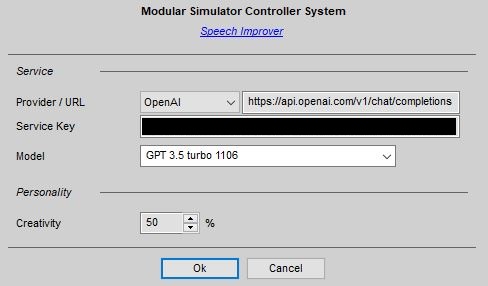 Modular Simulator Controller System
Speech Improver
Service
Provider / URL OpenAI https://api.openai.com/v1/chat/completions
Service Key
Model GPT 3.5 turbo 1106
Personality
Creativity 50 %
Ok Cancel